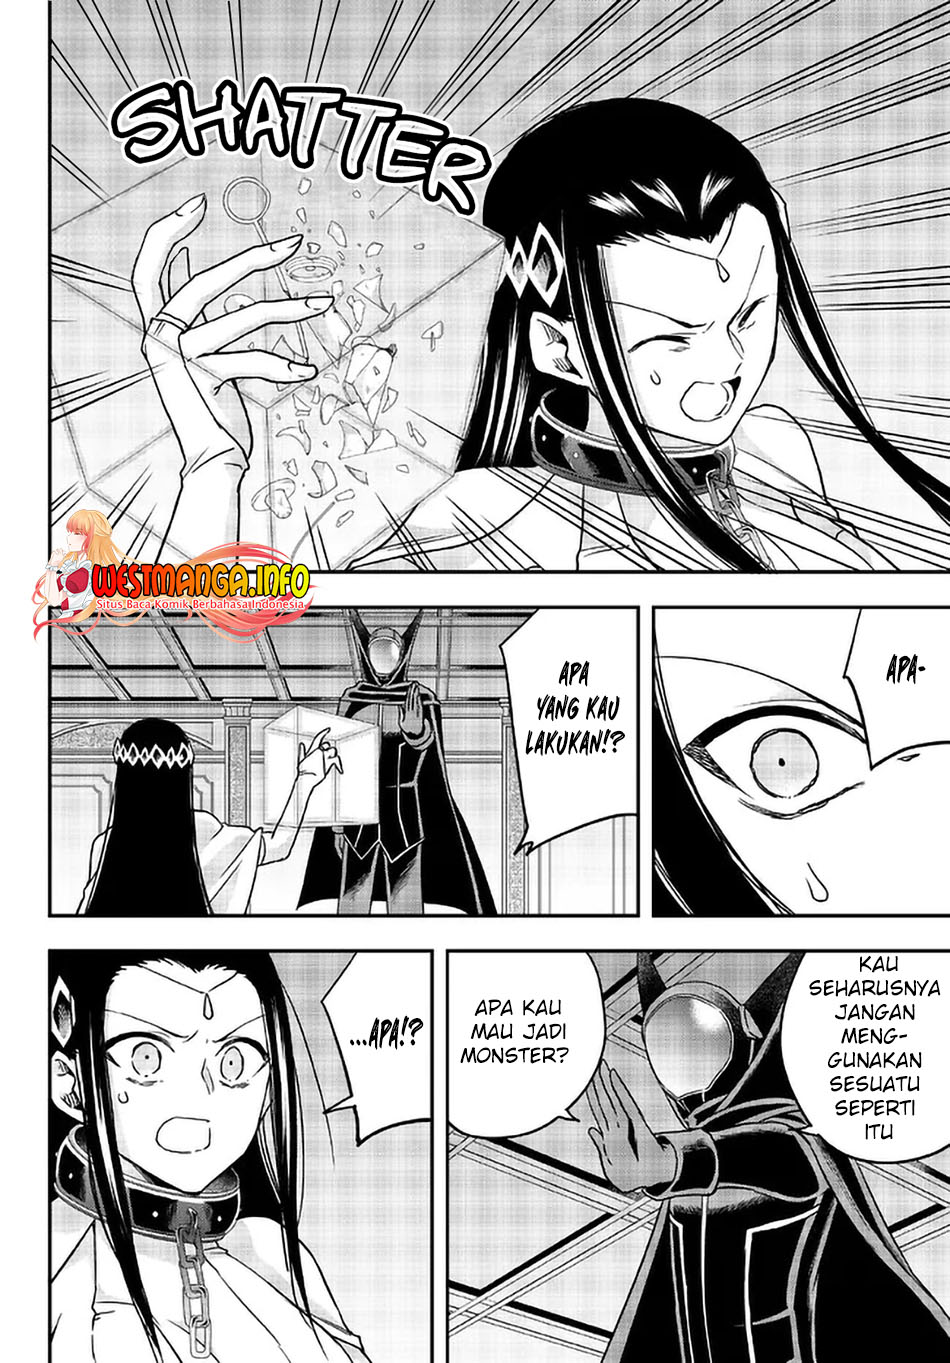 SHATTER
WESTMANGA.INFO
Situs Baca Komik Berbahasa Indonesia
APA-
APA
YANG KAU
LAKUKAN!?
KAU
SEHARUSNYA
JANGAN
MENG-
GUNAKAN
SESUATU
SEPERTI
ITU
APA KAU
MAU JADI
MONSTER?
...APA!?